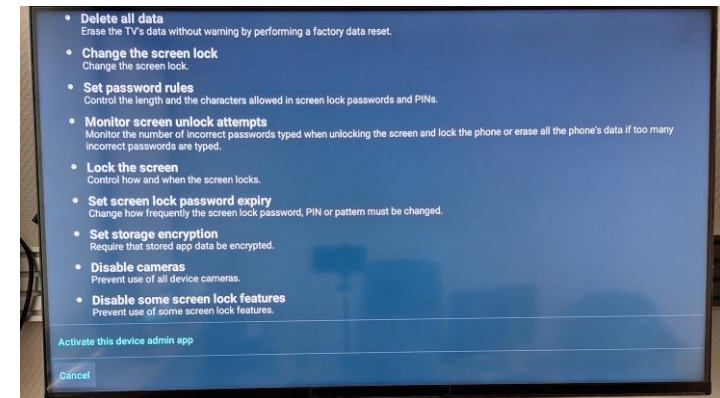 Delete all data
Erase the TV's data without warning by performing a factory data reset.
Change the screen lock
Change the screen lock.
Set password rules
Control the length and the characters allowed in screen lock passwords and PINs.
Monitor screen unlock attempts
Monitor the number of incorrect passwords typed when unlocking the screen and lock the phone or erase all the phone's data if too many
incorrect passwords are typed.
Lock the screen
Control how and when the screen locks.
Set screen lock password expiry
Change how frequently the screen lock password, PIN or pattern must be changed.
Set storage encryption
Require that stored app data be encrypted.
Disable cameras
Prevent use of all device cameras.
Disable some screen lock features
Prevent use of some screen lock features.
Activate this device admin app
Cancel